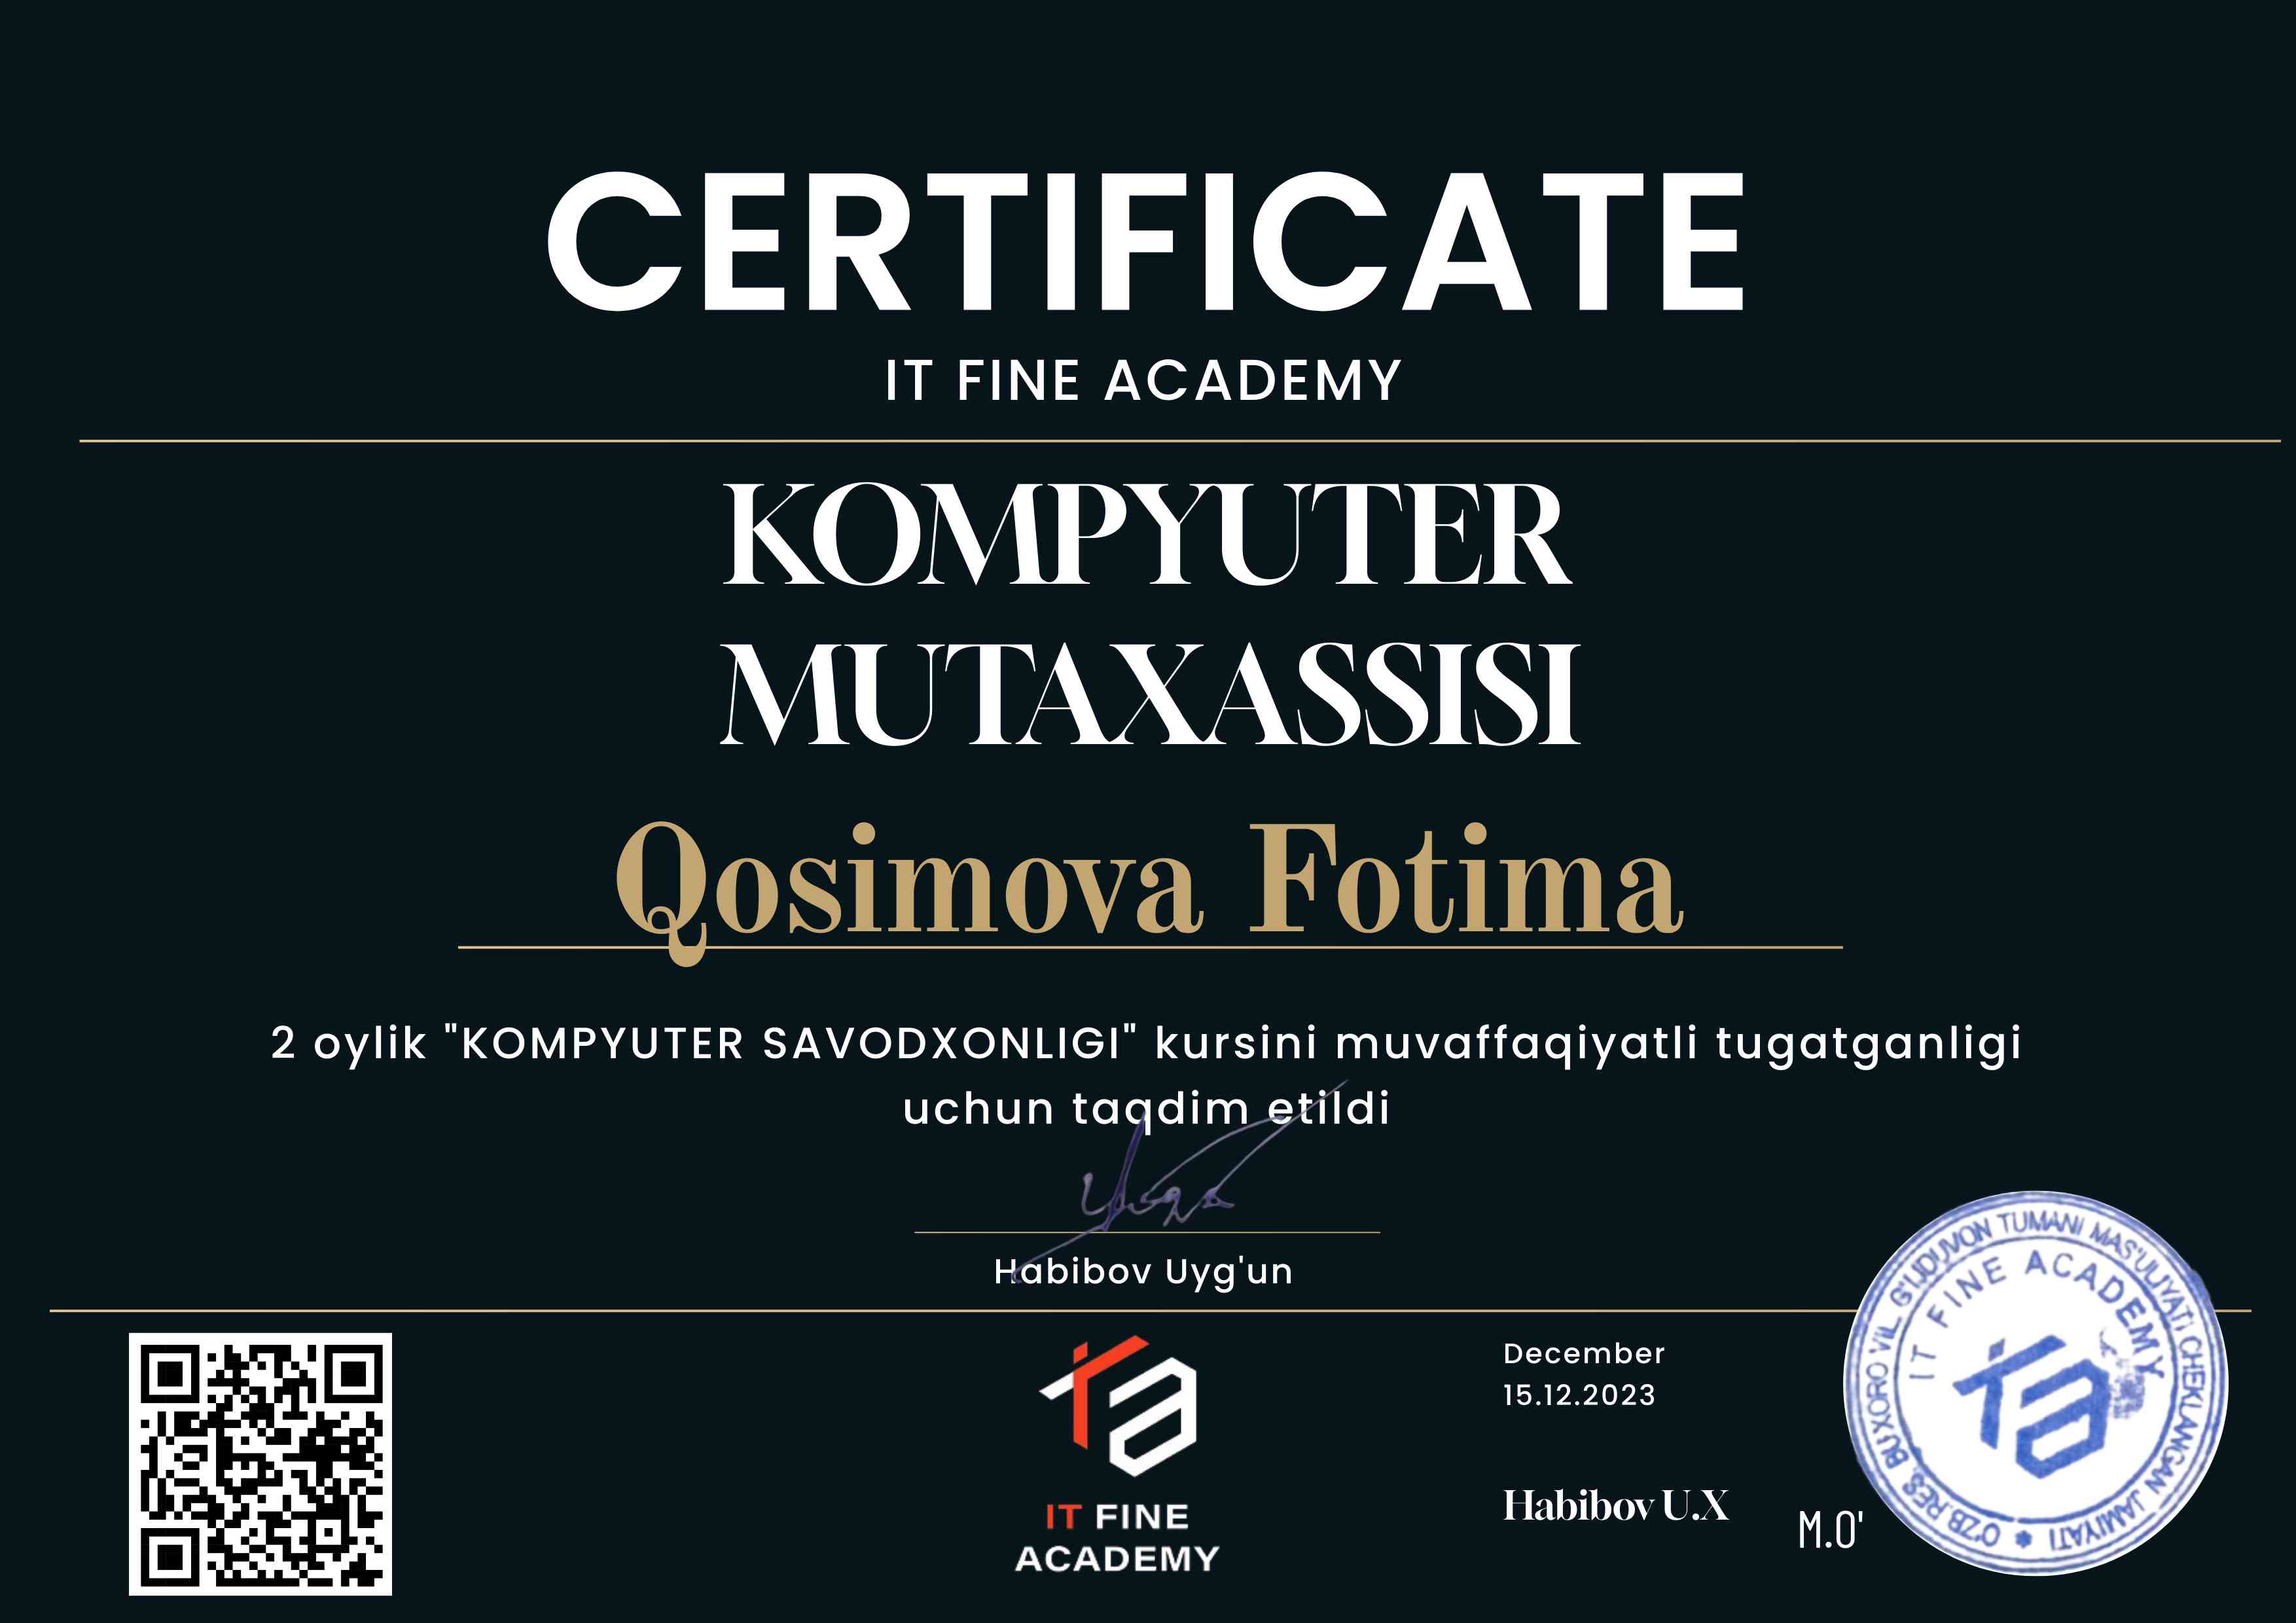 CERTIFICATE
IT FINE ACADEMY
KOMPYUTER
MUTAXASSISI
Qosimova Fotima
2 oylik "KOMPYUTER SAVODXONLIGI" kursini muvaffaqiyatli tugatganligi
uchun taqdim etildi
Habibov Uyg'un
IT FINE
ACADEMY
December
15.12.2023
Habibov U.X
M.O'
O'ZB.RES. BUXORO VIL. G'IJDUVON TUMANI MAS'ULIYATI CHEKLANGAN JAMIYATI
IT FINE ACADEMY